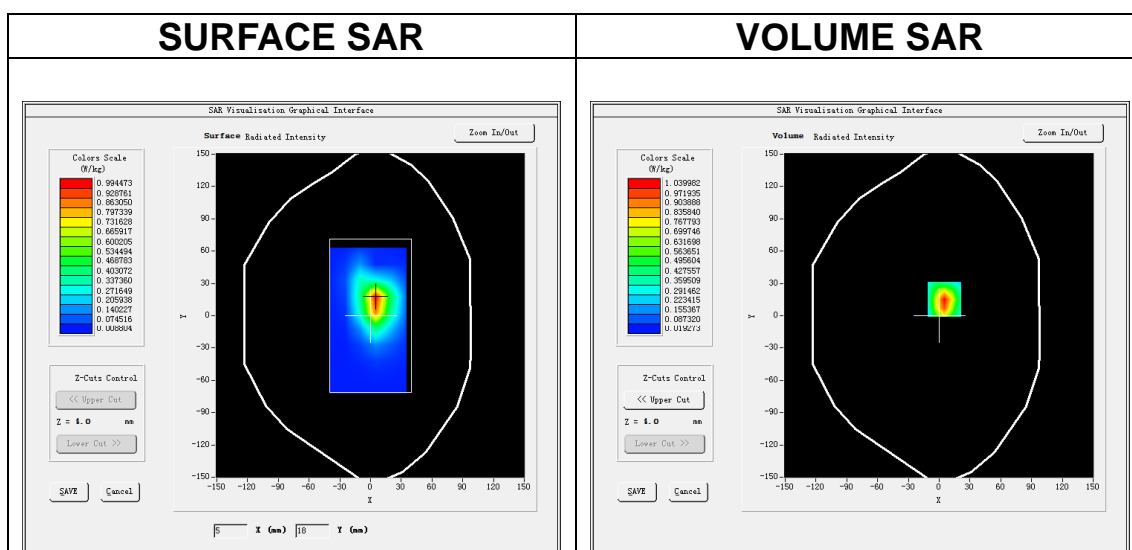 SURFACE SAR
SAR Visualisation Graphical Interface
Surface Radiated Intensity
Zoom In/Out
Colors Scale
(W/kg)
0.994473
0.928761
0.863050
0.797339
0.731628
0.665917
0.600205
0.534494
0.468783
0.403072
0.337360
0.271649
0.205938
0.140227
0.074516
0.008804
150
120
90
60
30
0
-30
-60
-90
-120
-150
Y
-150 -120 -90 -60 -30 0 30 60 90 120 150
X
Z-Cuts Control
<< Upper Cut
Z = 4.0 mm
Lower Cut >>
SAVE Cancel
5 X (mm) 18 Y (mm)
VOLUME SAR
SAR Visualisation Graphical Interface
Volume Radiated Intensity
Zoom In/Out
Colors Scale
(W/kg)
1.039982
0.971935
0.903888
0.835840
0.767793
0.699746
0.631698
0.563651
0.495604
0.427557
0.359509
0.291462
0.223415
0.155367
0.087320
0.019273
150
120
90
60
30
0
-30
-60
-90
-120
-150
Y
-150 -120 -90 -60 -30 0 30 60 90 120 150
X
Z-Cuts Control
<< Upper Cut
Z = 4.0 mm
Lower Cut >>
SAVE Cancel